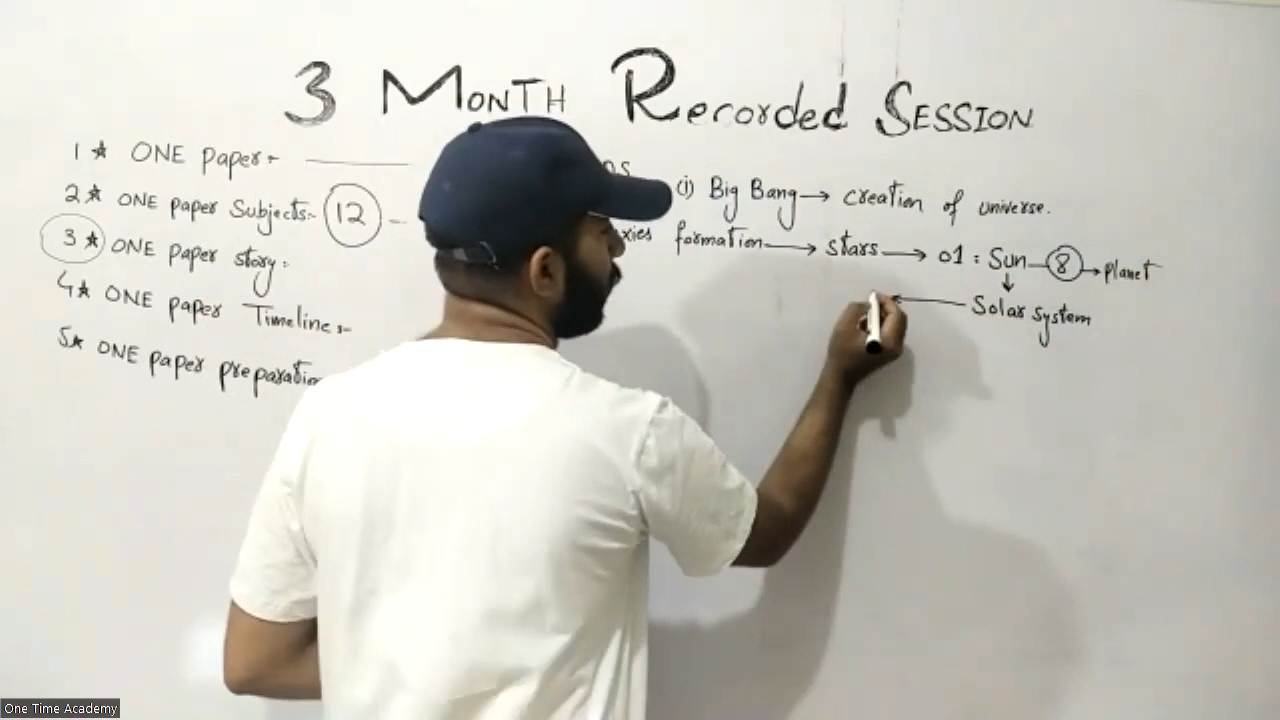 3 MONTH Recorded SESSION
1 ★ ONE paper:-
2 ★ ONE paper Subjects:- 12 -
3 ★ ONE paper story:
4 ★ ONE paper Timeline:-
5 ★ ONE paper preparation
(i) Big Bang → creation of universe.
formation → stars → 01 : Sun - 8 → planet
↓
← Solar system
One Time Academy